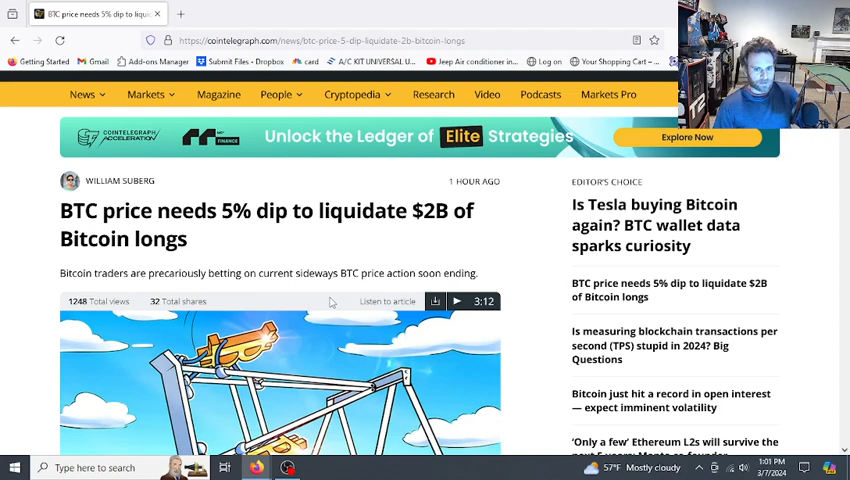 BTC price needs 5% dip to liquic
https://cointelegraph.com/news/btc-price-5-dip-liquidate-2b-bitcoin-longs
Getting Started
Gmail
Add-ons Manager
Submit Files - Dropbox
card
A/C KIT UNIVERSAL U...
Jeep Air conditioner in...
Log on
Your Shopping Cart – ...
News
Markets
Magazine
People
Cryptopedia
Research
Video
Podcasts
Markets Pro
COINTELEGRAPH
ACCELERATION
FINANCE
Unlock the Ledger of Elite Strategies
Explore Now
WILLIAM SUBERG
1 HOUR AGO
BTC price needs 5% dip to liquidate $2B of
Bitcoin longs
Bitcoin traders are precariously betting on current sideways BTC price action soon ending.
1248 Total views
32 Total shares
Listen to article
3:12
EDITOR'S CHOICE
Is Tesla buying Bitcoin
again? BTC wallet data
sparks curiosity
BTC price needs 5% dip to liquidate $2B
of Bitcoin longs
Is measuring blockchain transactions per
second (TPS) stupid in 2024? Big
Questions
Bitcoin just hit a record in open interest
— expect imminent volatility
'Only a few' Ethereum L2s will survive the
Type here to search
57°F Mostly cloudy
1:01 PM
3/7/2024